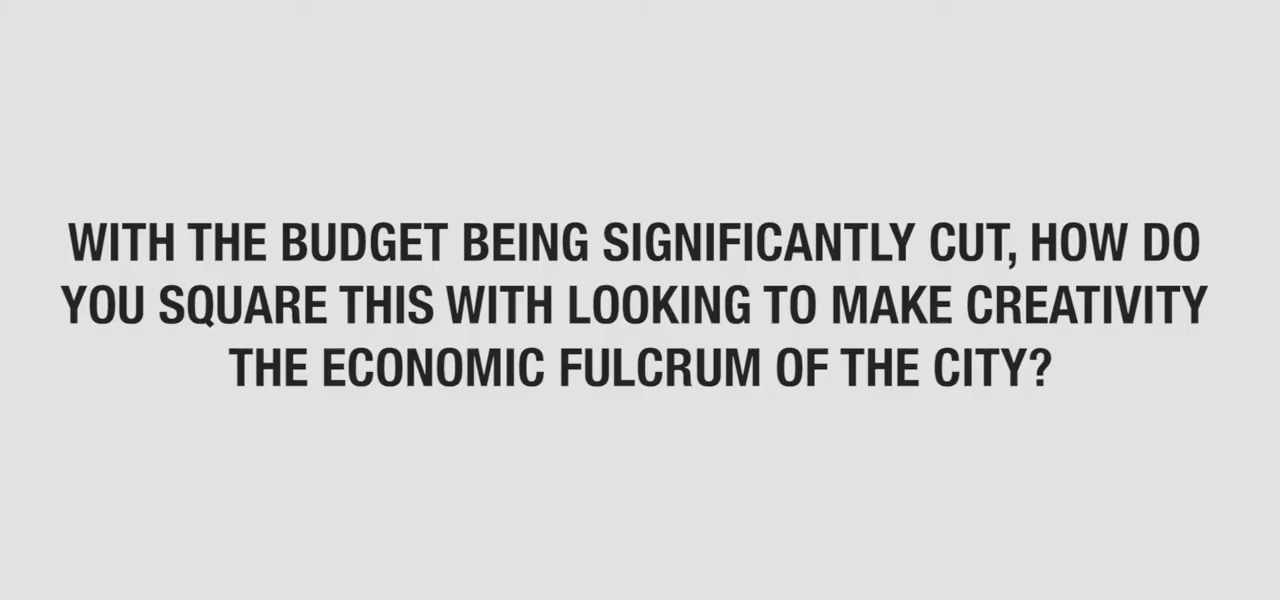 WITH THE BUDGET BEING SIGNIFICANTLY CUT, HOW DO
YOU SQUARE THIS WITH LOOKING TO MAKE CREATIVITY
THE ECONOMIC FULCRUM OF THE CITY?